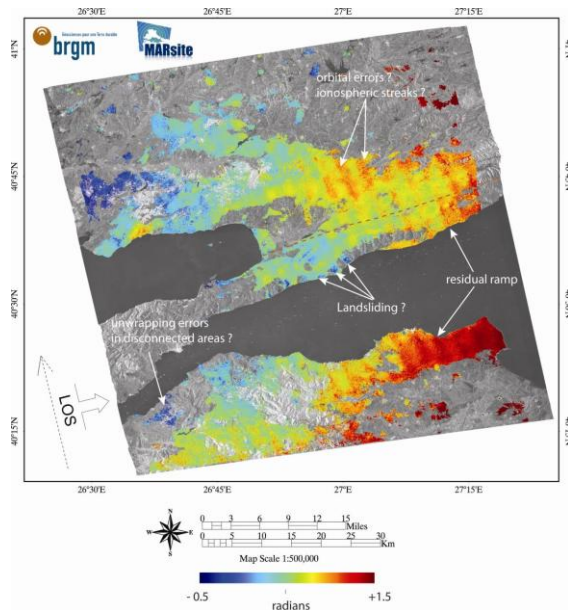 26°30'E 26°45'E 27°E 27°15'E
brgm
MARsite
41°N
orbital errors ?
ionospheric streaks ?
40°45'N
residual ramp
Landsliding ?
40°30'N
unwrapping errors
in disconnected areas ?
LOS
40°15'N
26°30'E 26°45'E 27°E 27°15'E
N
W E
S
0 3 6 9 12 15
Miles
0 5 10 15 20 25 30
Km
Map Scale 1:500,000
- 0.5 +1.5
radians